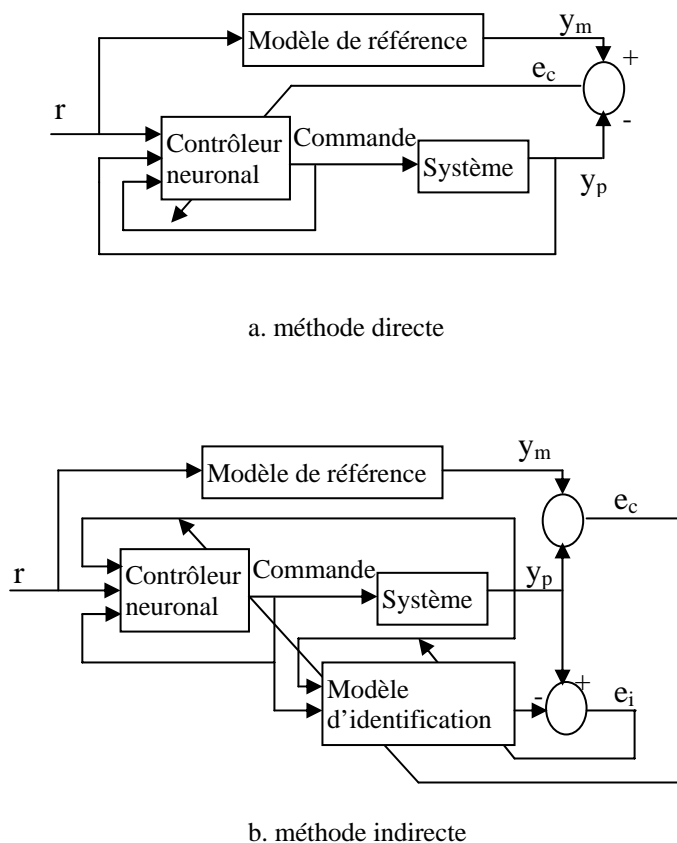 Modèle de référence
y_m
+
e_c
r
Contrôleur
neuronal
Commande
Système
-
y_p
a. méthode directe
y_m
Modèle de référence
e_c
r
Contrôleur
neuronal
Commande
Système
y_p
Modèle
d'identification
-
+
e_i
b. méthode indirecte